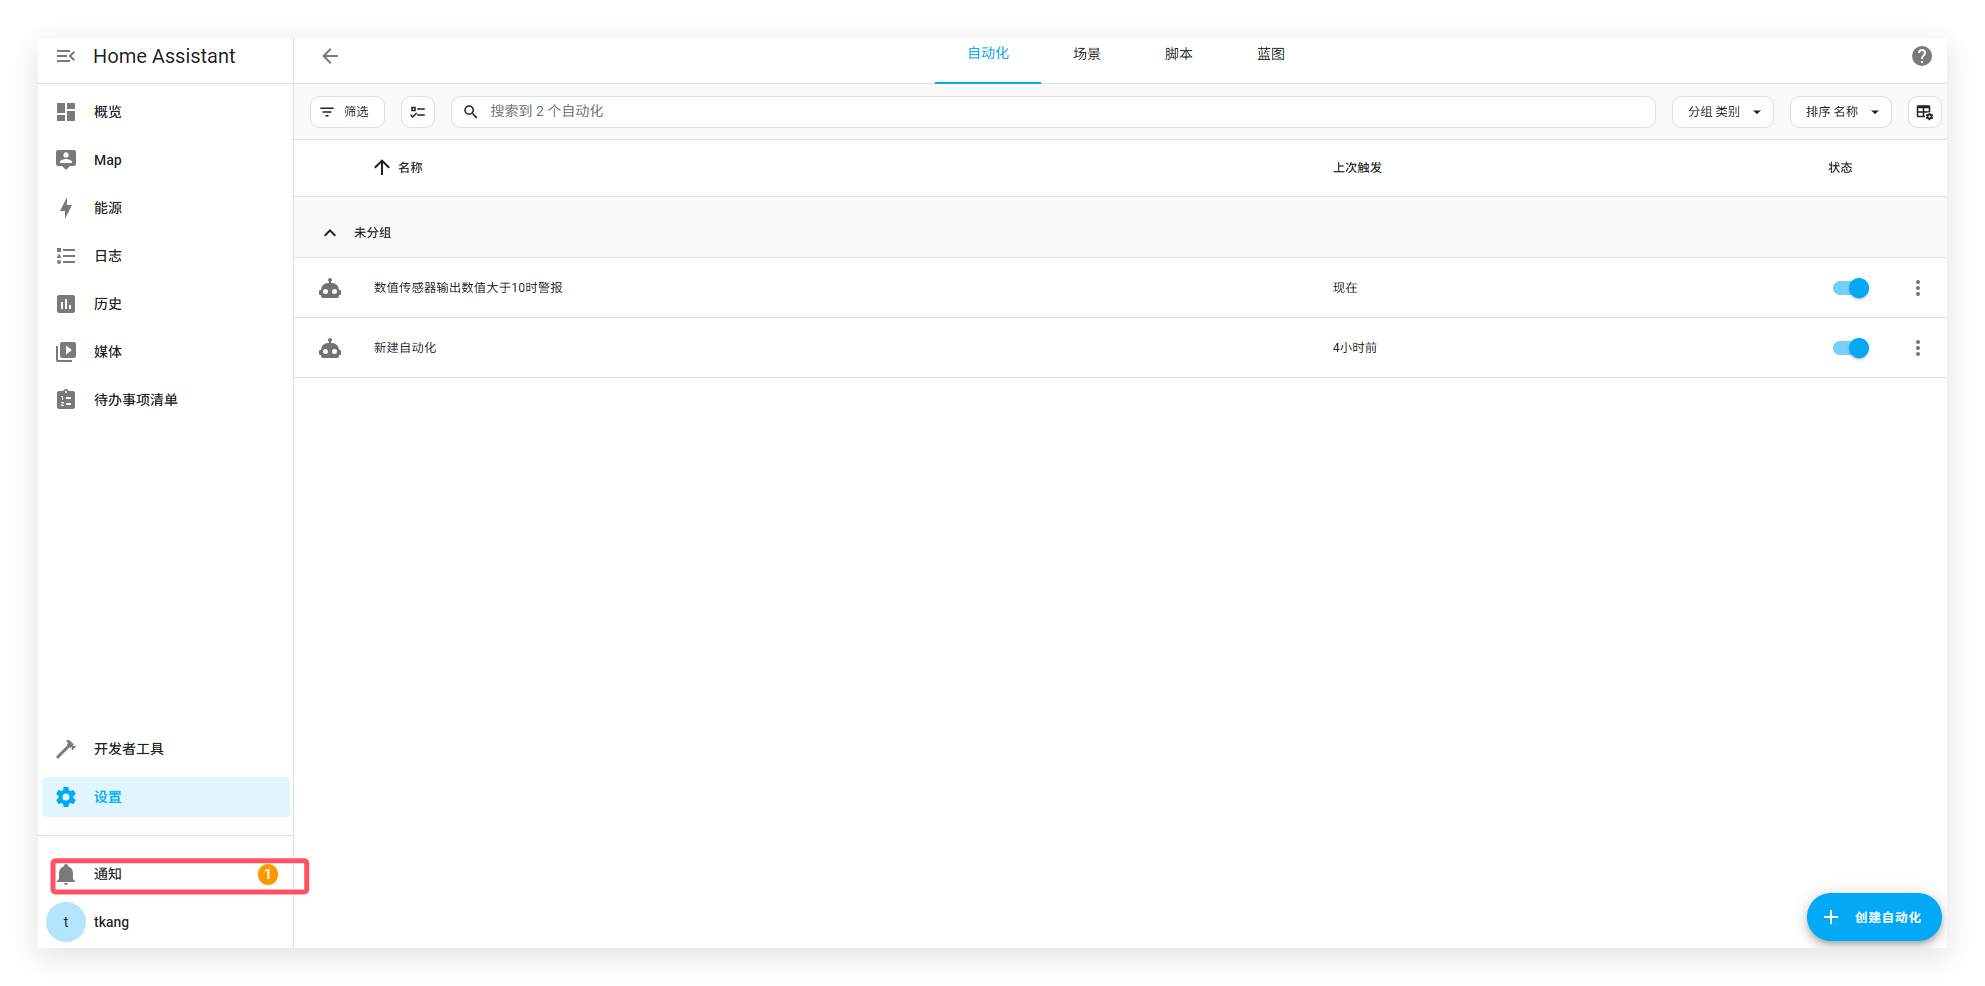 Home Assistant
自动化
场景
脚本
蓝图
概览
筛选
搜索到 2 个自动化
分组 类别
排序 名称
Map
名称
上次触发
状态
能源
未分组
日志
数值传感器输出数值大于10时警报
现在
历史
新建自动化
4小时前
媒体
待办事项清单
开发者工具
设置
通知
1
t
tkang
创建自动化